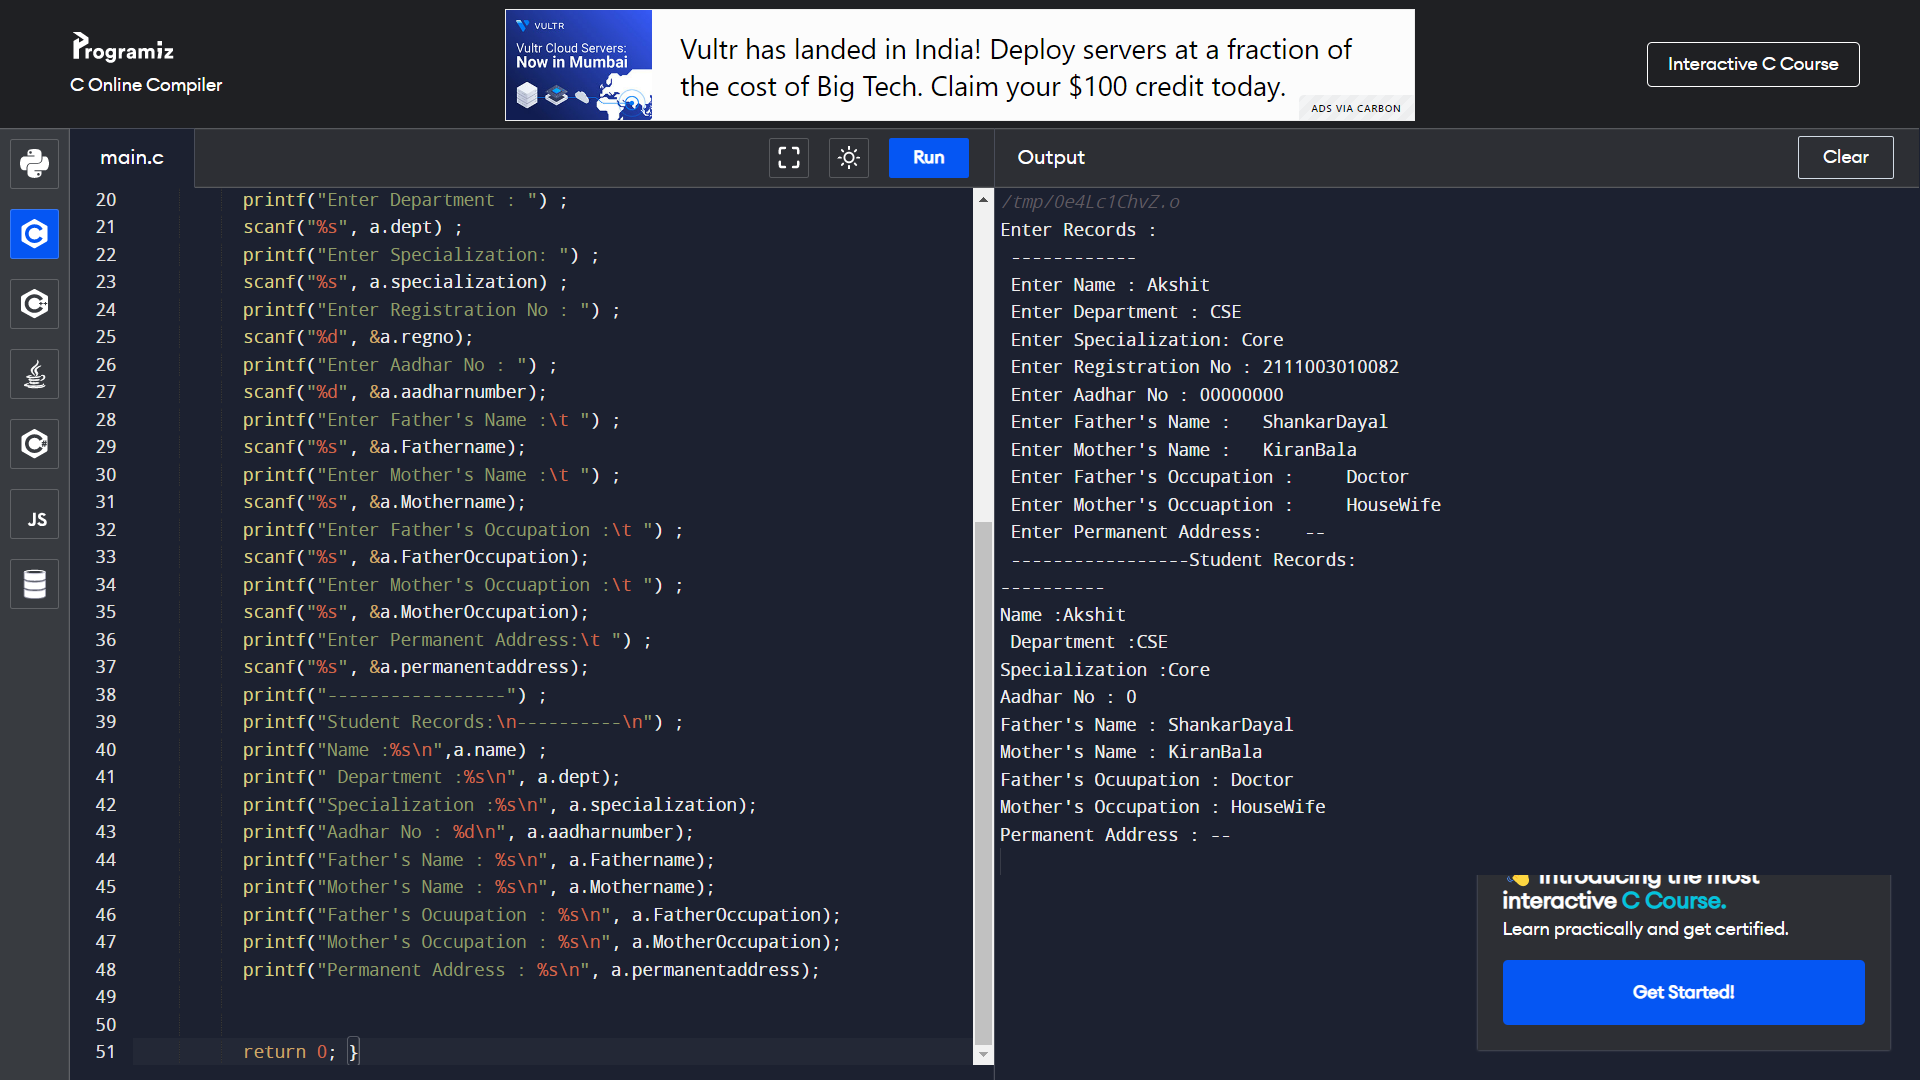 Programiz
C Online Compiler
VULTR
Vultr Cloud Servers:
Now in Mumbai
Vultr has landed in India! Deploy servers at a fraction of
the cost of Big Tech. Claim your $100 credit today.
ADS VIA CARBON
Interactive C Course
main.c
Run
Output
Clear
JS
20 printf("Enter Department : ") ;
21 scanf("%s", a.dept) ;
22 printf("Enter Specialization: ") ;
23 scanf("%s", a.specialization) ;
24 printf("Enter Registration No : ") ;
25 scanf("%d", &a.regno);
26 printf("Enter Aadhar No : ") ;
27 scanf("%d", &a.aadharnumber);
28 printf("Enter Father's Name :\t ") ;
29 scanf("%s", &a.Fathername);
30 printf("Enter Mother's Name :\t ") ;
31 scanf("%s", &a.Mothername);
32 printf("Enter Father's Occupation :\t ") ;
33 scanf("%s", &a.FatherOccupation);
34 printf("Enter Mother's Occuaption :\t ") ;
35 scanf("%s", &a.MotherOccupation);
36 printf("Enter Permanent Address:\t ") ;
37 scanf("%s", &a.permanentaddress);
38 printf("-----------------") ;
39 printf("Student Records:\n----------\n") ;
40 printf("Name :%s\n",a.name) ;
41 printf(" Department :%s\n", a.dept);
42 printf("Specialization :%s\n", a.specialization);
43 printf("Aadhar No : %d\n", a.aadharnumber);
44 printf("Father's Name : %s\n", a.Fathername);
45 printf("Mother's Name : %s\n", a.Mothername);
46 printf("Father's Ocuupation : %s\n", a.FatherOccupation);
47 printf("Mother's Occupation : %s\n", a.MotherOccupation);
48 printf("Permanent Address : %s\n", a.permanentaddress);
49
50
51 return 0; }
/tmp/0e4Lc1ChvZ.o
Enter Records :
------------
Enter Name : Akshit
Enter Department : CSE
Enter Specialization: Core
Enter Registration No : 2111003010082
Enter Aadhar No : 00000000
Enter Father's Name : ShankarDayal
Enter Mother's Name : KiranBala
Enter Father's Occupation : Doctor
Enter Mother's Occuaption : HouseWife
Enter Permanent Address: --
-----------------Student Records:
----------
Name :Akshit
Department :CSE
Specialization :Core
Aadhar No : 0
Father's Name : ShankarDayal
Mother's Name : KiranBala
Father's Ocuupation : Doctor
Mother's Occupation : HouseWife
Permanent Address : --
Introducing the most
interactive C Course.
Learn practically and get certified.
Get Started!